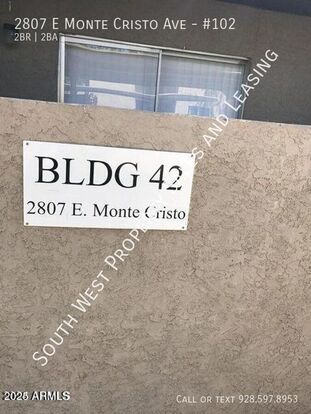 2807 E Monte Cristo Ave - #102
2BR | 2BA
BLDG 42
2807 E. Monte Cristo
South West Properties and Leasing
Call or text 928.597.8953
2026 ARMLS